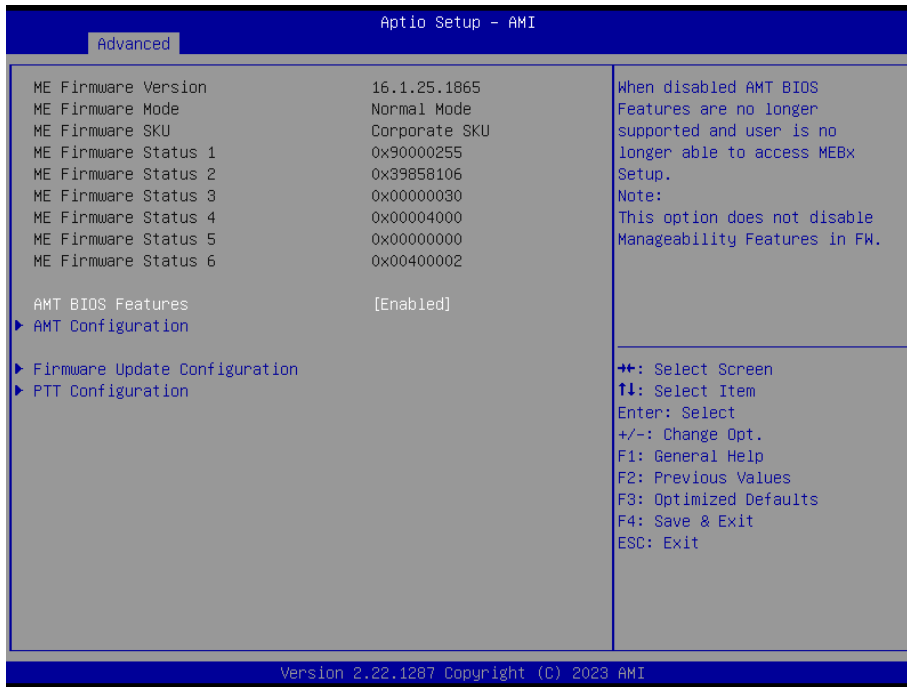 Aptio Setup – AMI
Advanced
ME Firmware Version 16.1.25.1865
ME Firmware Mode Normal Mode
ME Firmware SKU Corporate SKU
ME Firmware Status 1 0x90000255
ME Firmware Status 2 0x39858106
ME Firmware Status 3 0x00000030
ME Firmware Status 4 0x00004000
ME Firmware Status 5 0x00000000
ME Firmware Status 6 0x00400002
AMT BIOS Features [Enabled]
▶ AMT Configuration
▶ Firmware Update Configuration
▶ PTT Configuration
When disabled AMT BIOS
Features are no longer
supported and user is no
longer able to access MEBx
Setup.
Note:
This option does not disable
Manageability Features in FW.
→←: Select Screen
↑↓: Select Item
Enter: Select
+/-: Change Opt.
F1: General Help
F2: Previous Values
F3: Optimized Defaults
F4: Save & Exit
ESC: Exit
Version 2.22.1287 Copyright (C) 2023 AMI